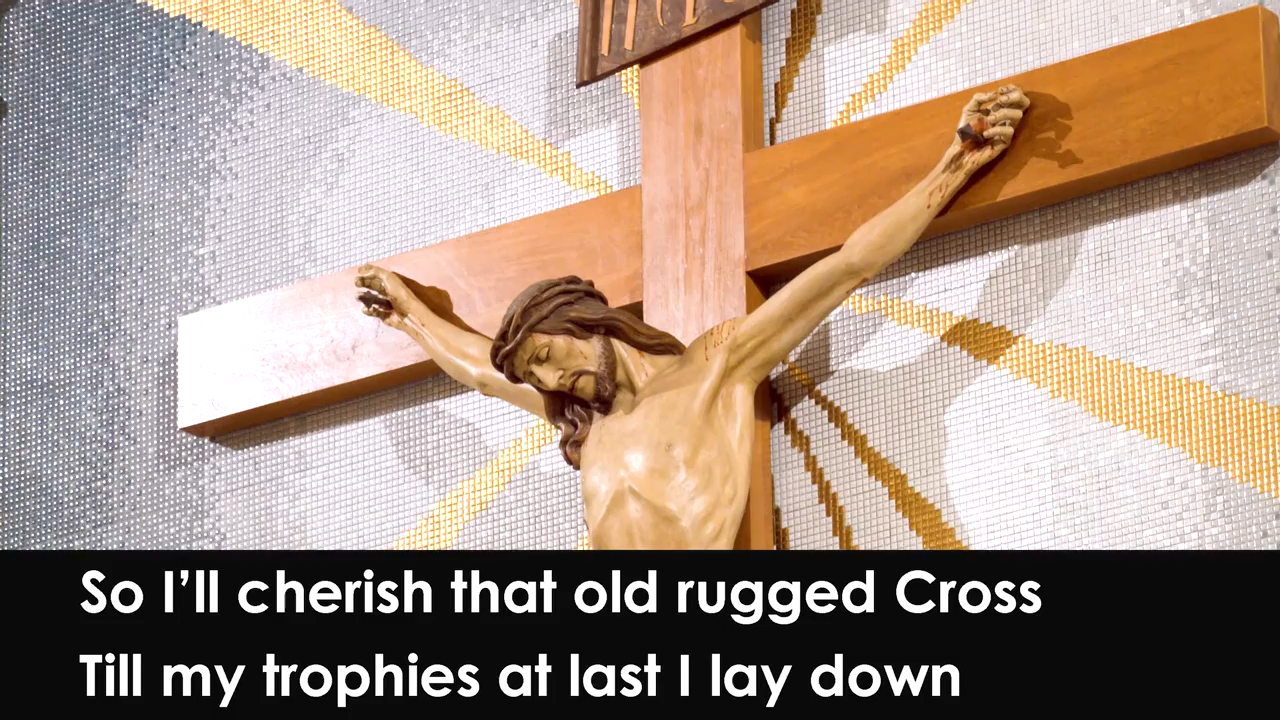 So I’ll cherish that old rugged Cross
Till my trophies at last I lay down